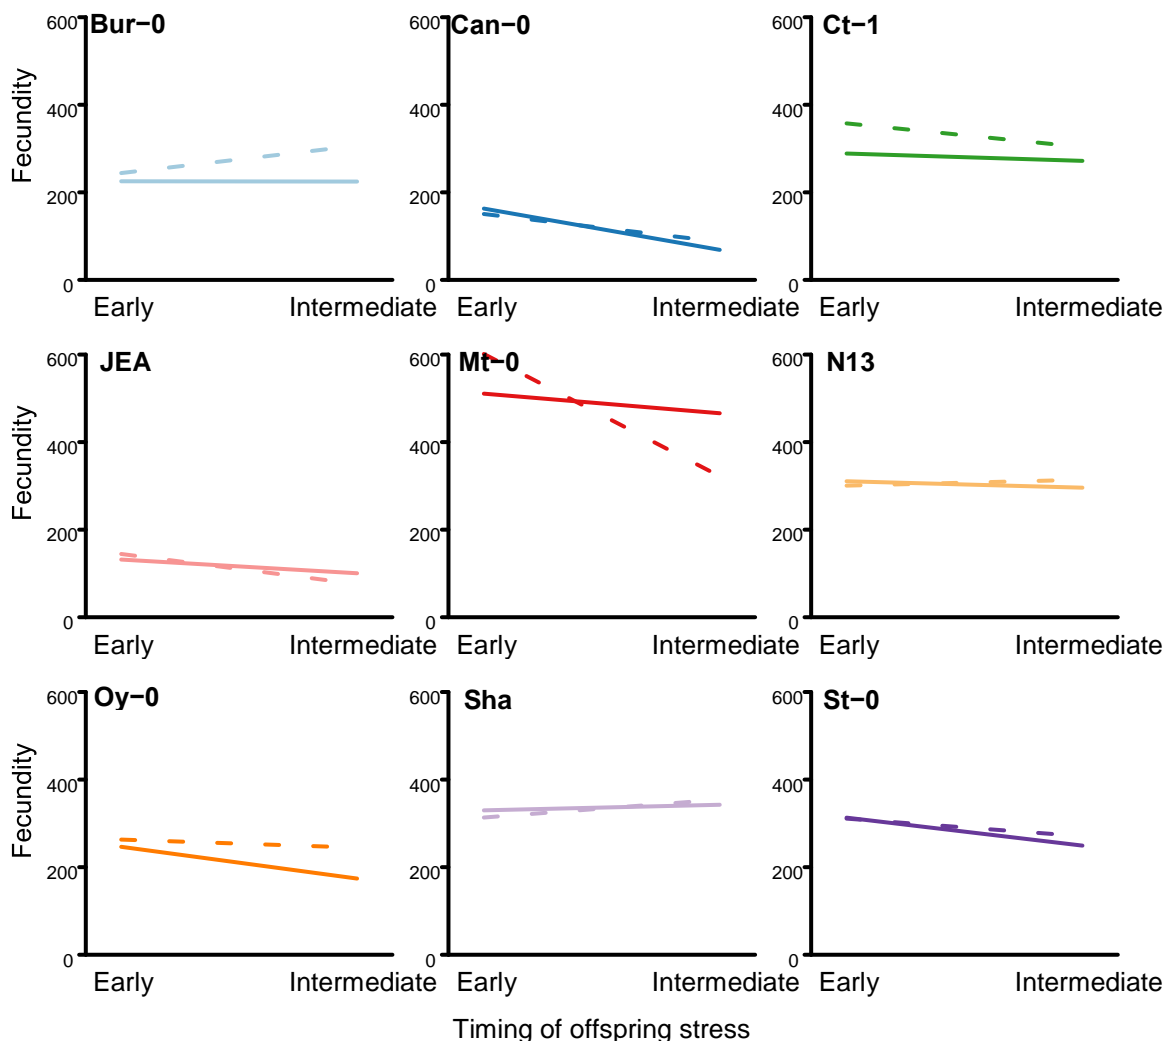 Bur−0
Can−0
Ct−1
600
400
200
0
Fecundity
Early
Intermediate
600
400
200
0
Early
Intermediate
600
400
200
0
Early
Intermediate
JEA
Mt−0
N13
600
400
200
0
Fecundity
Early
Intermediate
600
400
200
0
Early
Intermediate
600
400
200
0
Early
Intermediate
Oy−0
Sha
St−0
600
400
200
0
Fecundity
Early
Intermediate
600
400
200
0
Early
Intermediate
600
400
200
0
Early
Intermediate
Timing of offspring stress